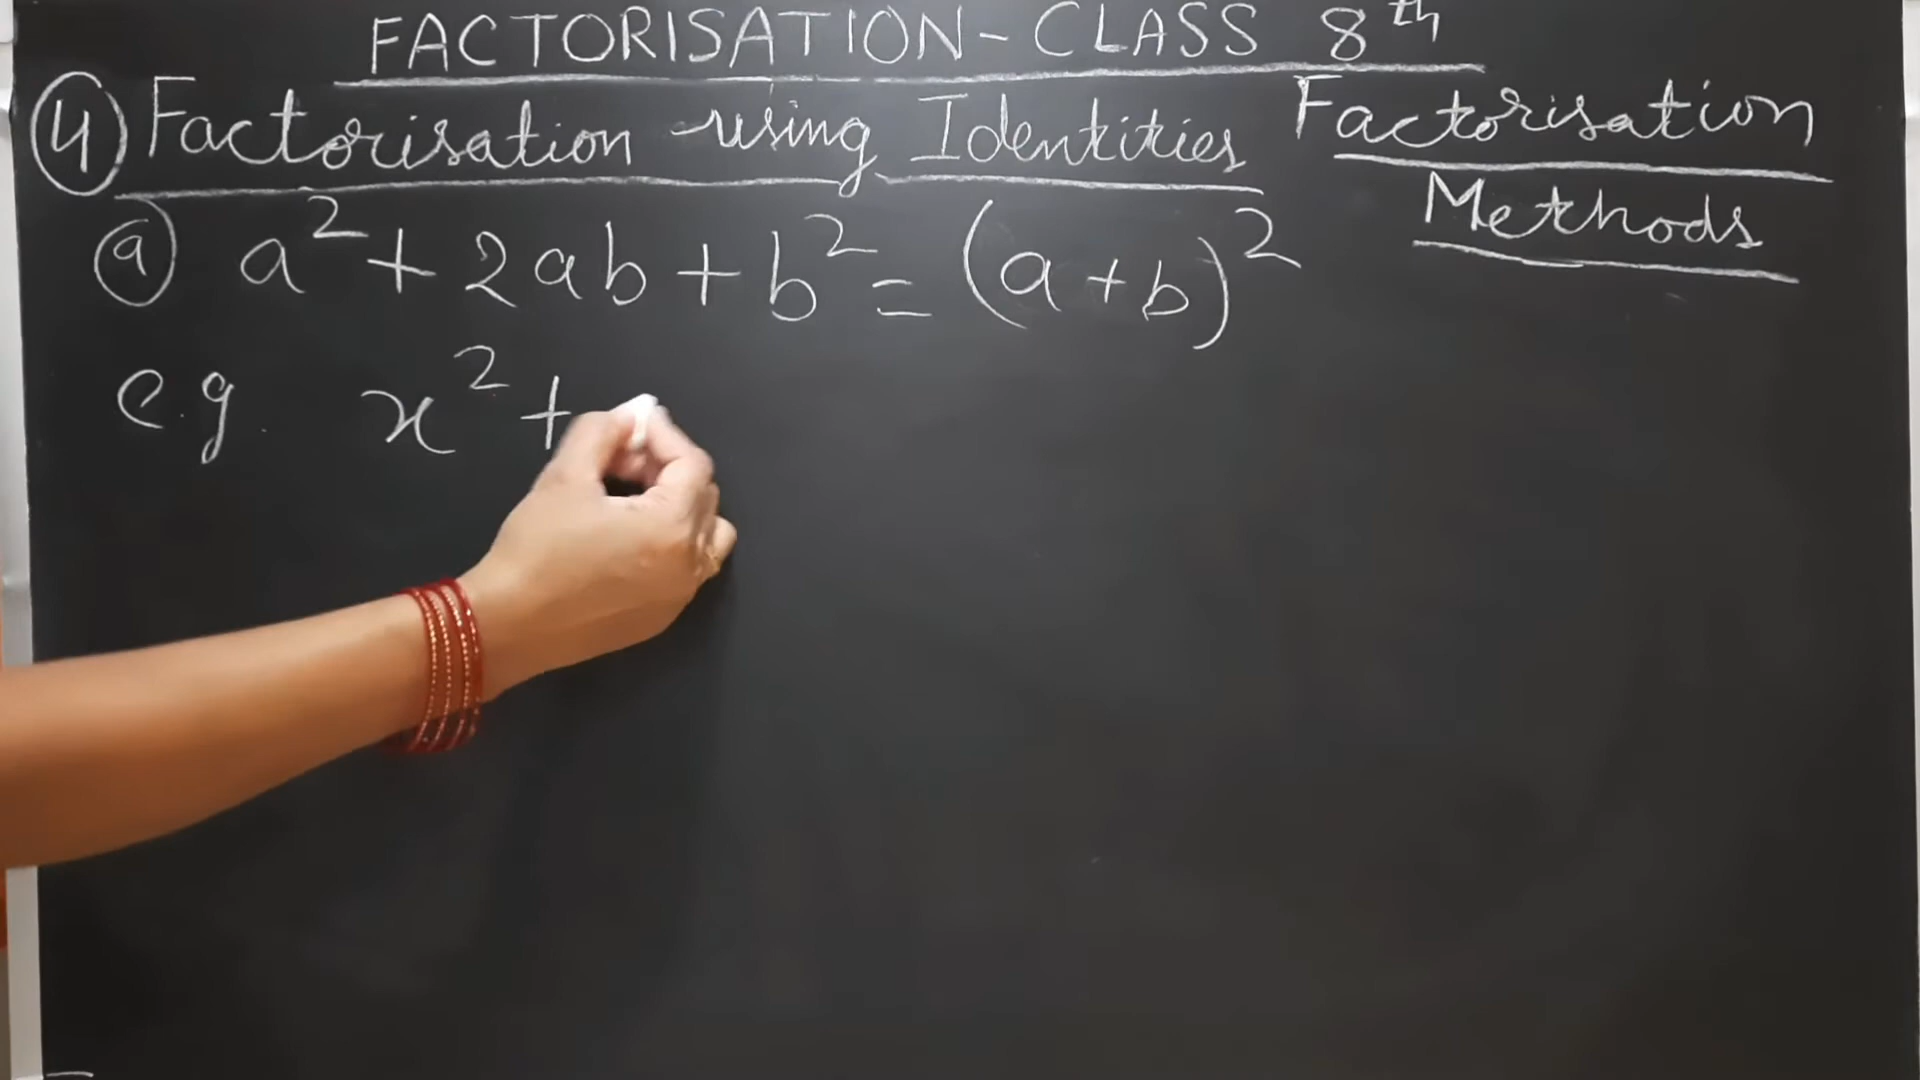 FACTORISATION - CLASS 8th
④ Factorisation using Identities
Factorisation
Methods
ⓐ a² + 2ab + b² = (a + b)²
e.g. x² +